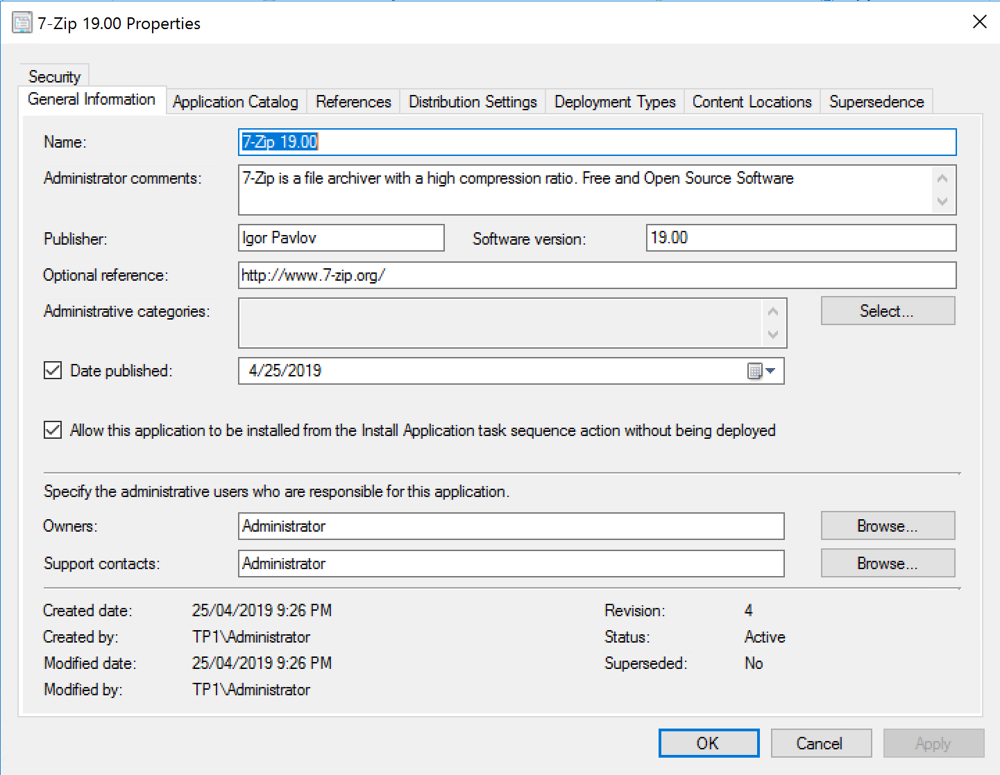 7-Zip 19.00 Properties
Security
General Information Application Catalog References Distribution Settings Deployment Types Content Locations Supersedence
Name: 7-Zip 19.00
Administrator comments: 7-Zip is a file archiver with a high compression ratio. Free and Open Source Software
Publisher: Igor Pavlov Software version: 19.00
Optional reference: http://www.7-zip.org/
Administrative categories: Select...
Date published: 4/25/2019
Allow this application to be installed from the Install Application task sequence action without being deployed
Specify the administrative users who are responsible for this application.
Owners: Administrator Browse...
Support contacts: Administrator Browse...
Created date: 25/04/2019 9:26 PM Revision: 4
Created by: TP1\Administrator Status: Active
Modified date: 25/04/2019 9:26 PM Superseded: No
Modified by: TP1\Administrator
OK Cancel Apply